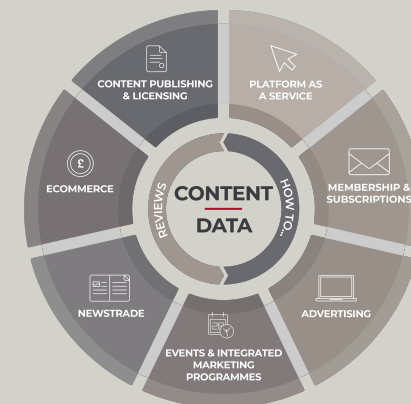 CONTENT PUBLISHING
& LICENSING
PLATFORM AS
A SERVICE
£
ECOMMERCE
MEMBERSHIP &
SUBSCRIPTIONS
REVIEWS
CONTENT
DATA
HOW TO...
NEWSTRADE
ADVERTISING
EVENTS & INTEGRATED
MARKETING
PROGRAMMES